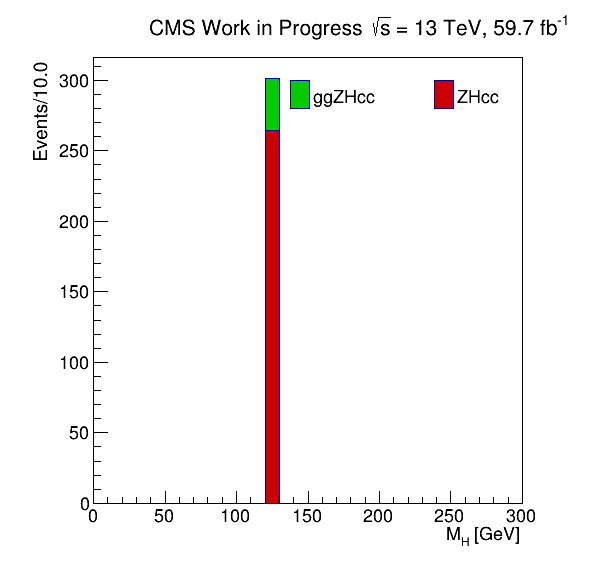 CMS Work in Progress √s = 13 TeV, 59.7 fb⁻¹
Events/10.0
300
250
200
150
100
50
0
ggZHcc
ZHcc
0 50 100 150 200 250 300
M_H [GeV]